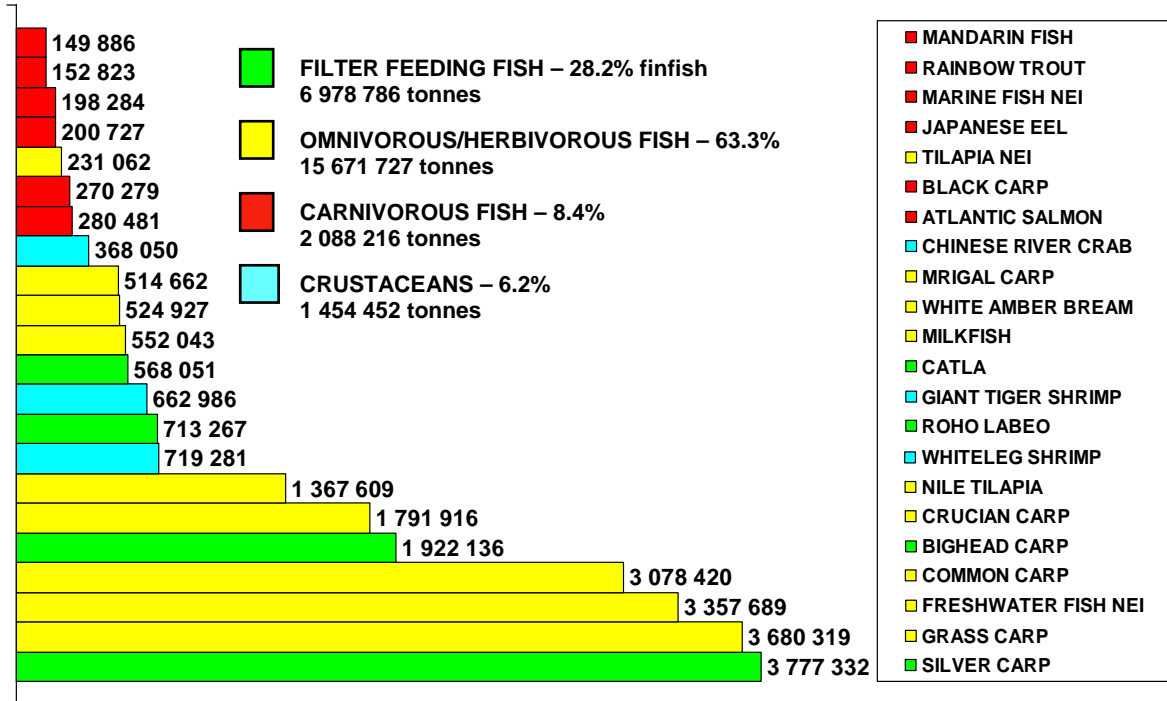 149 886
152 823
198 284
200 727
231 062
270 279
280 481
368 050
514 662
524 927
552 043
568 051
662 986
713 267
719 281
1 367 609
1 791 916
1 922 136
3 078 420
3 357 689
3 680 319
3 777 332
FILTER FEEDING FISH – 28.2% finfish
6 978 786 tonnes
OMNIVOROUS/HERBIVOROUS FISH – 63.3%
15 671 727 tonnes
CARNIVOROUS FISH – 8.4%
2 088 216 tonnes
CRUSTACEANS – 6.2%
1 454 452 tonnes
MANDARIN FISH
RAINBOW TROUT
MARINE FISH NEI
JAPANESE EEL
TILAPIA NEI
BLACK CARP
ATLANTIC SALMON
CHINESE RIVER CRAB
MRIGAL CARP
WHITE AMBER BREAM
MILKFISH
CATLA
GIANT TIGER SHRIMP
ROHO LABEO
WHITELEG SHRIMP
NILE TILAPIA
CRUCIAN CARP
BIGHEAD CARP
COMMON CARP
FRESHWATER FISH NEI
GRASS CARP
SILVER CARP